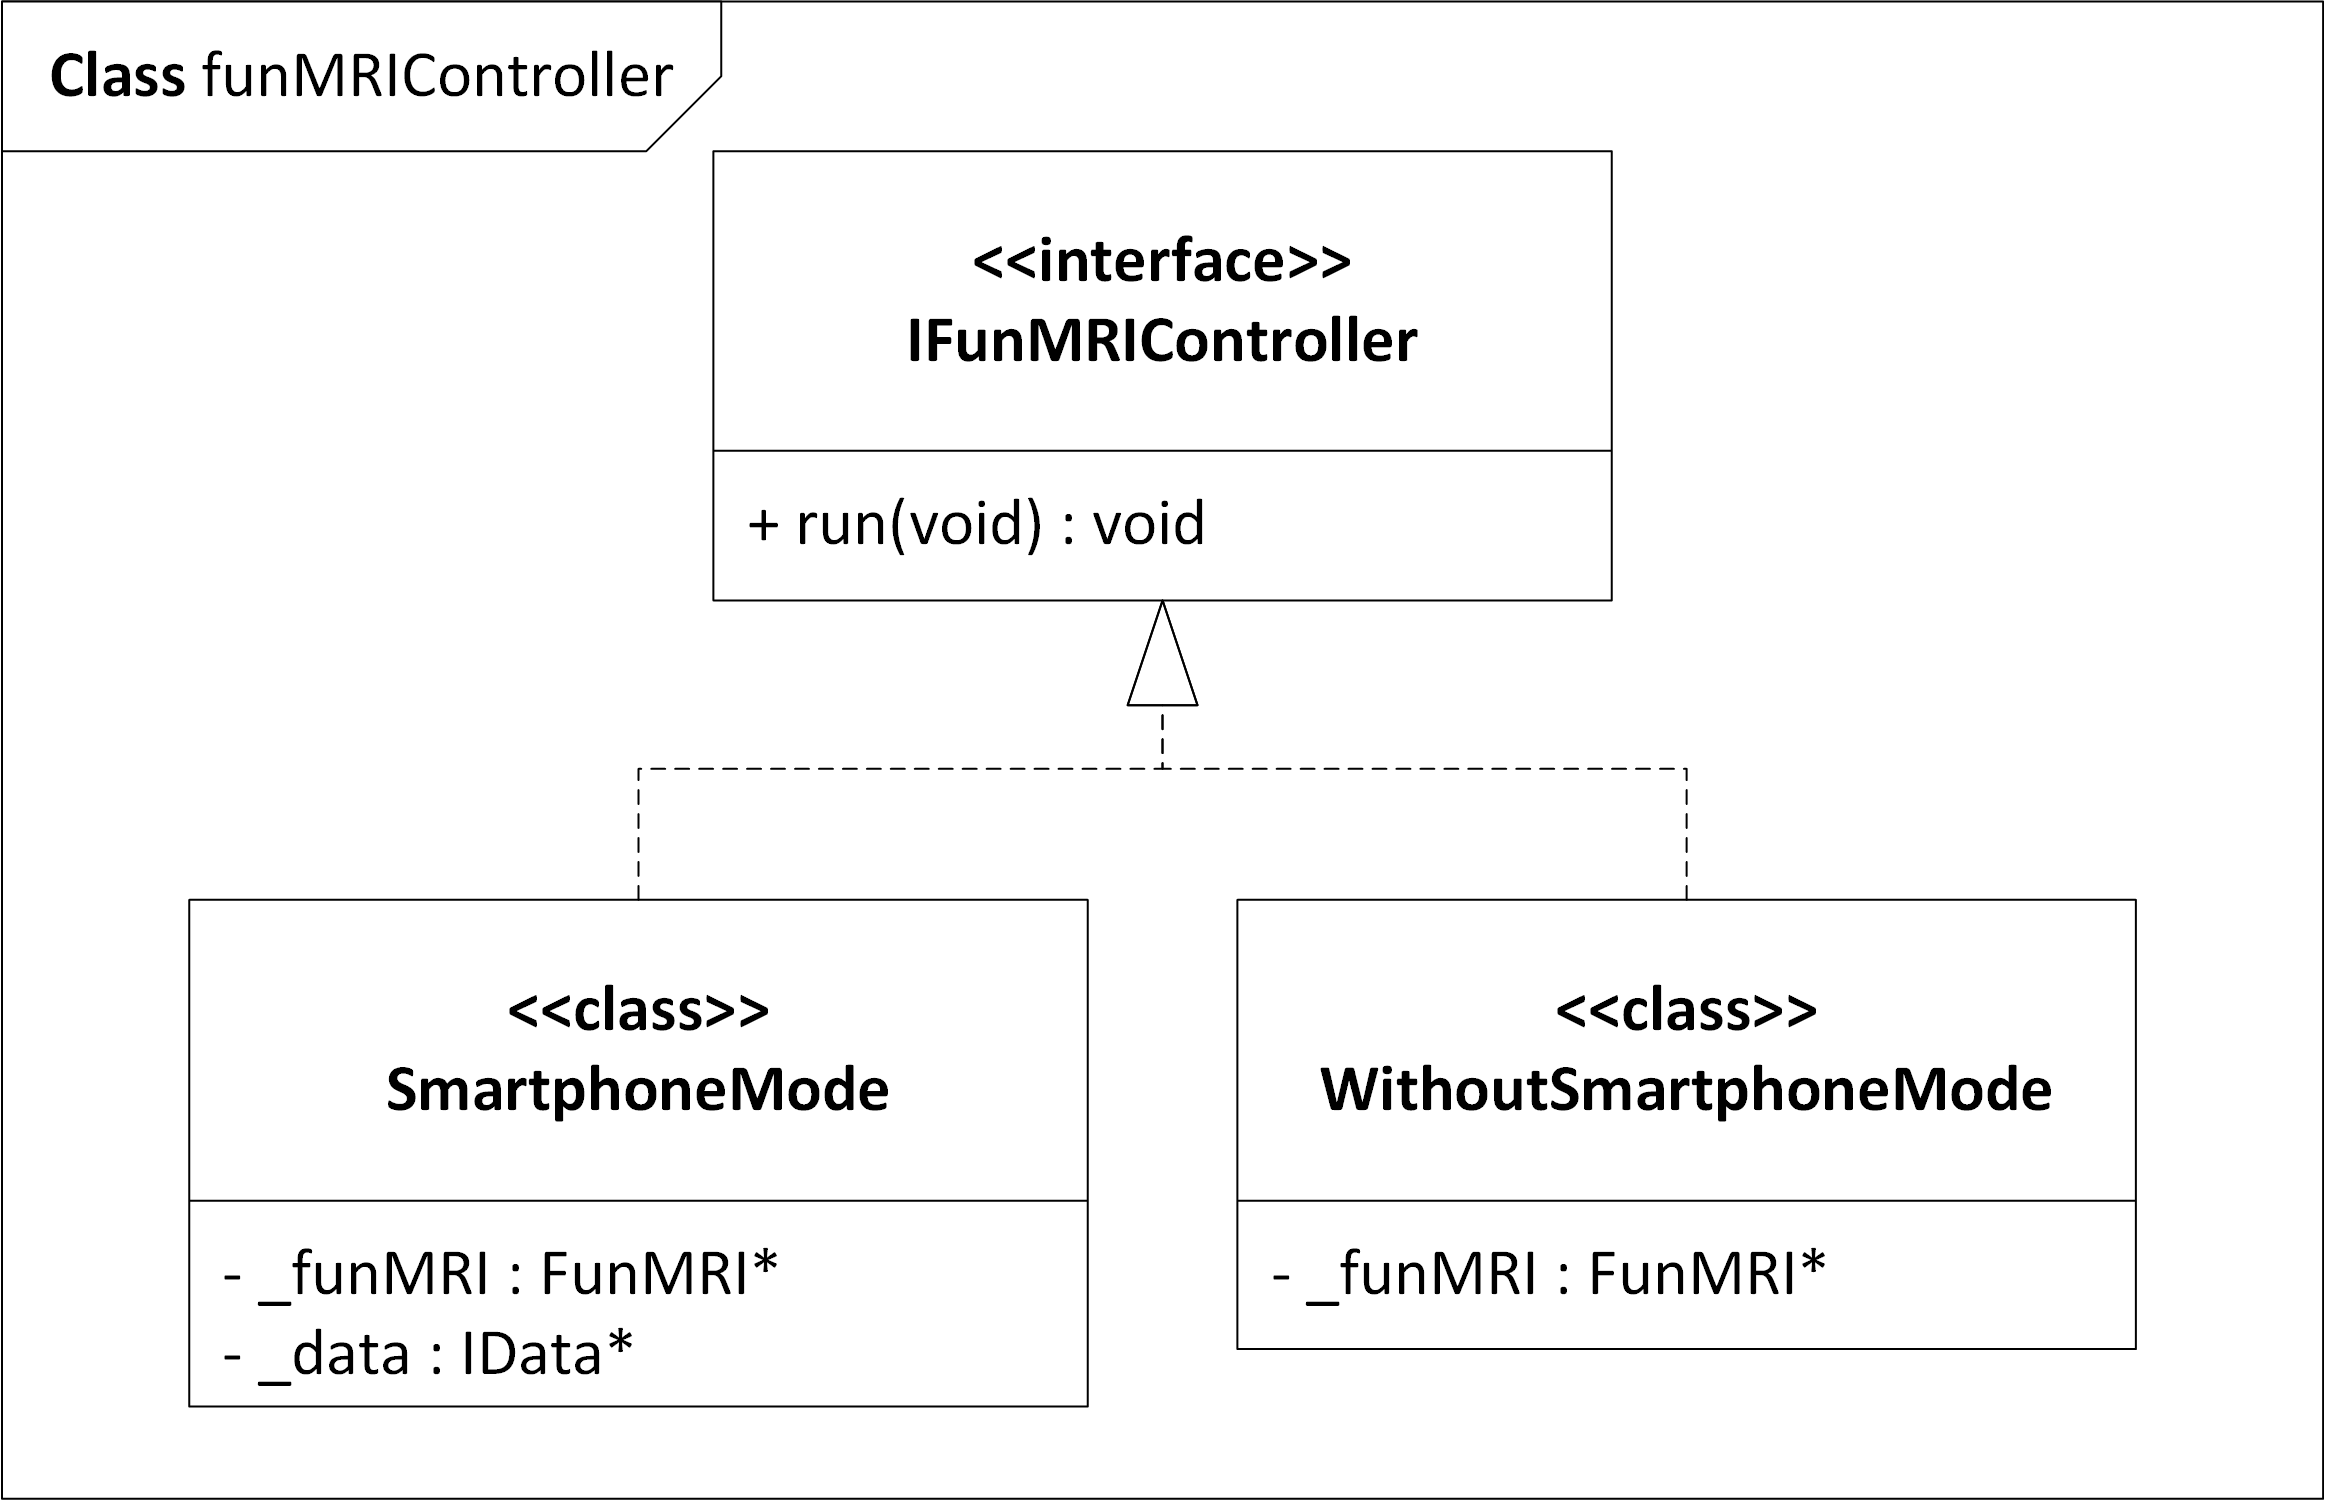 Class funMRIController
<<interface>>
IFunMRIController
+ run(void) : void
<<class>>
SmartphoneMode
- _funMRI : FunMRI*
- _data : IData*
<<class>>
WithoutSmartphoneMode
- _funMRI : FunMRI*